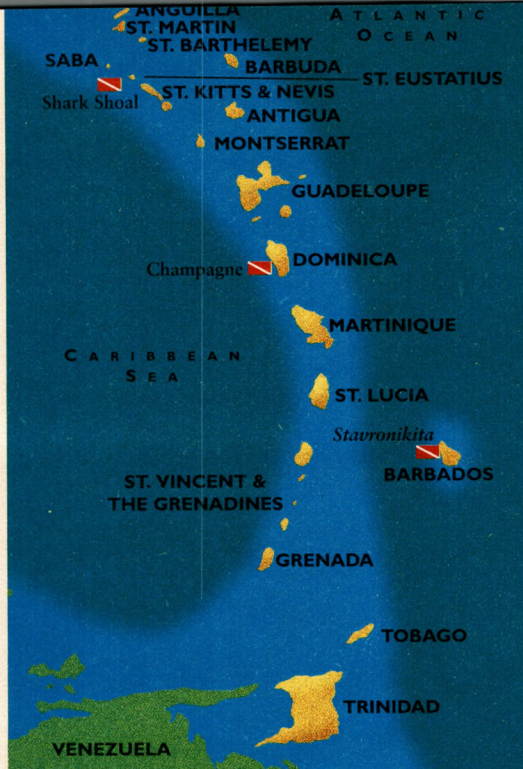 ANGUILLA
ATLANTIC
OCEAN
ST. MARTIN
ST. BARTHELEMY
SABA
BARBUDA
ST. EUSTATIUS
Shark Shoal
ST. KITTS & NEVIS
ANTIGUA
MONTSERRAT
GUADELOUPE
Champagne
DOMINICA
MARTINIQUE
CARIBBEAN
SEA
ST. LUCIA
Stavronikita
BARBADOS
ST. VINCENT &
THE GRENADINES
GRENADA
TOBAGO
TRINIDAD
VENEZUELA